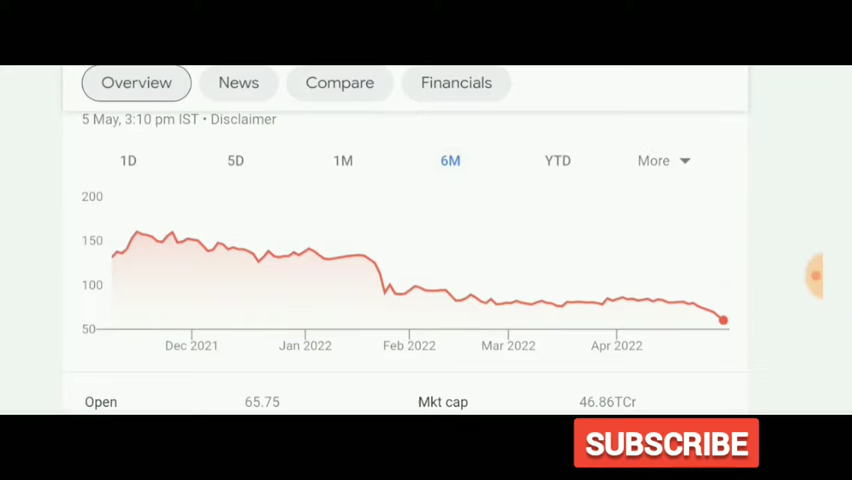 Overview News Compare Financials
5 May, 3:10 pm IST • Disclaimer
1D 5D 1M 6M YTD More
200
150
100
50
Dec 2021 Jan 2022 Feb 2022 Mar 2022 Apr 2022
Open 65.75 Mkt cap 46.86TCr
SUBSCRIBE